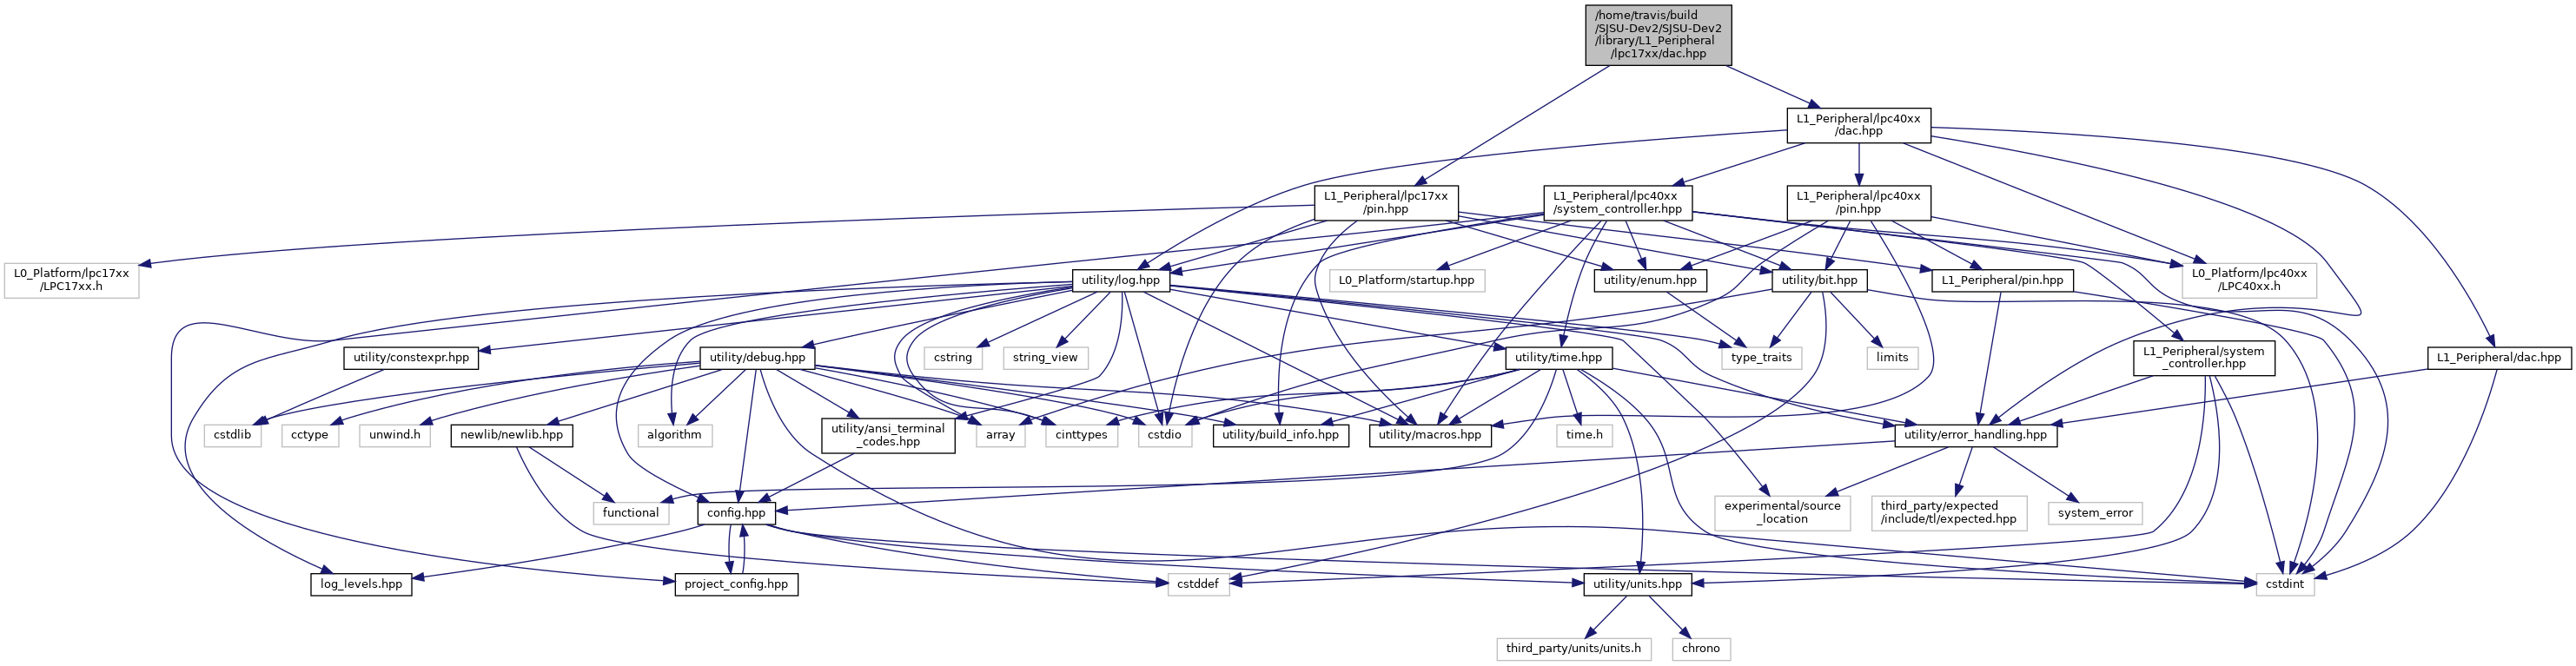 /home/travis/build
/SJSU-Dev2/SJSU-Dev2
/library/L1_Peripheral
/lpc17xx/dac.hpp
L1_Peripheral/lpc40xx
/dac.hpp
L1_Peripheral/lpc17xx
/pin.hpp
L1_Peripheral/lpc40xx
/system_controller.hpp
L1_Peripheral/lpc40xx
/pin.hpp
L0_Platform/lpc17xx
/LPC17xx.h
utility/log.hpp
L0_Platform/startup.hpp
utility/enum.hpp
utility/bit.hpp
L1_Peripheral/pin.hpp
L0_Platform/lpc40xx
/LPC40xx.h
utility/constexpr.hpp
utility/debug.hpp
cstring
string_view
utility/time.hpp
type_traits
limits
L1_Peripheral/system
_controller.hpp
L1_Peripheral/dac.hpp
cstdlib
cctype
unwind.h
newlib/newlib.hpp
algorithm
utility/ansi_terminal
_codes.hpp
array
cinttypes
cstdio
utility/build_info.hpp
utility/macros.hpp
time.h
utility/error_handling.hpp
functional
config.hpp
experimental/source
_location
third_party/expected
/include/tl/expected.hpp
system_error
log_levels.hpp
project_config.hpp
cstddef
utility/units.hpp
cstdint
third_party/units/units.h
chrono